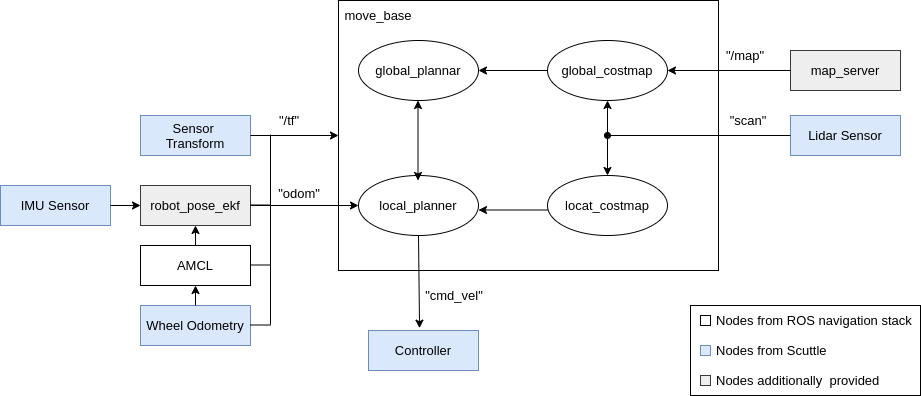 move_base
global_plannar
global_costmap
"/map"
map_server
Sensor
Transform
"/tf"
"scan"
Lidar Sensor
IMU Sensor
robot_pose_ekf
"odom"
local_planner
locat_costmap
AMCL
Wheel Odometry
"cmd_vel"
Controller
Nodes from ROS navigation stack
Nodes from Scuttle
Nodes additionally  provided